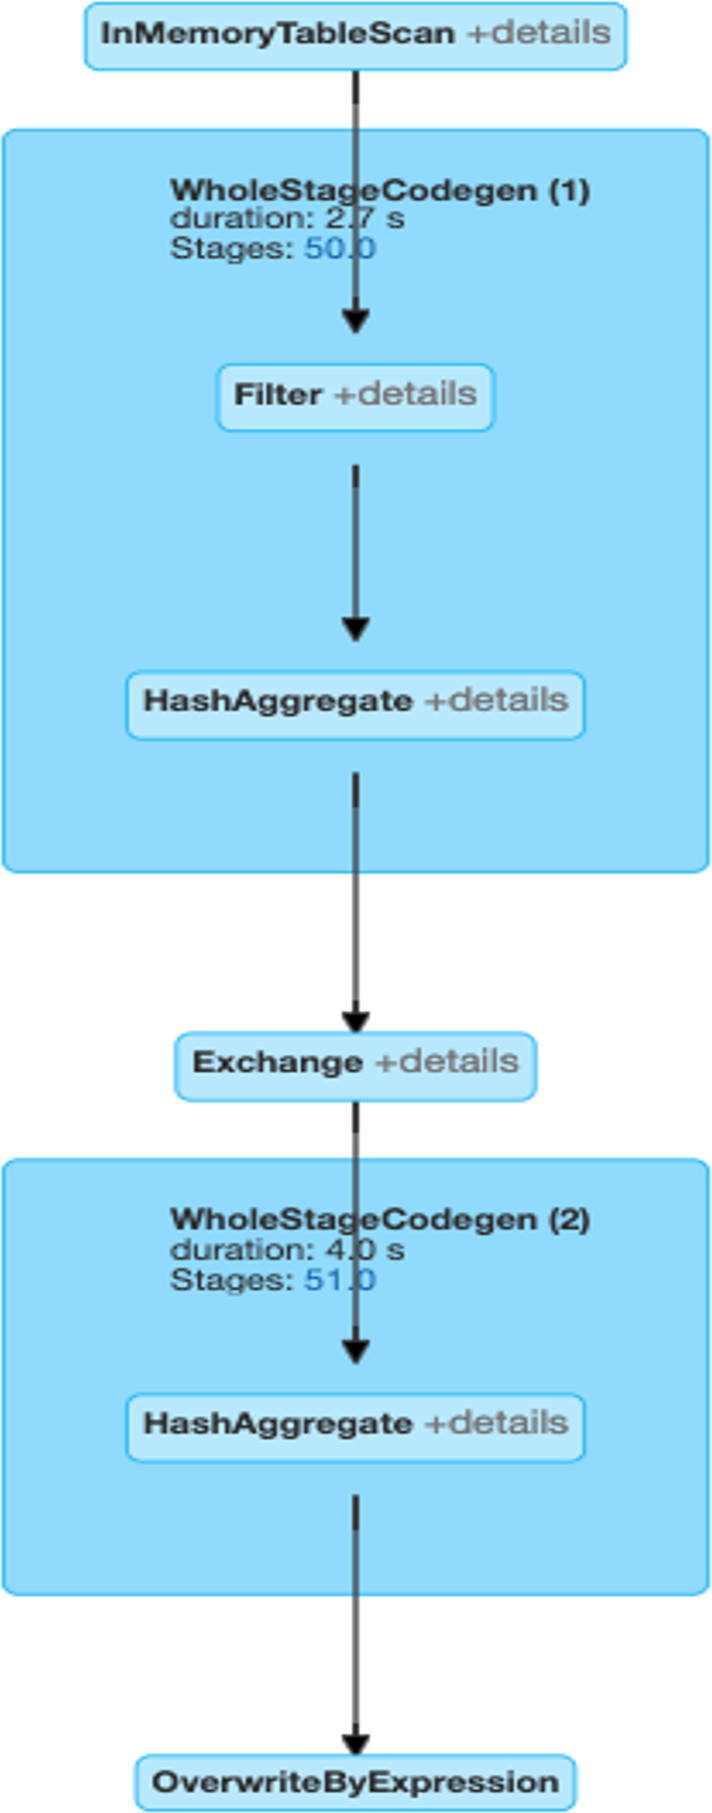 InMemoryTableScan +details
WholeStageCodegen (1)
duration: 2.7 s
Stages: 50.0
Filter +details
HashAggregate +details
Exchange +details
WholeStageCodegen (2)
duration: 4.0 s
Stages: 51.0
HashAggregate +details
OverwriteByExpression